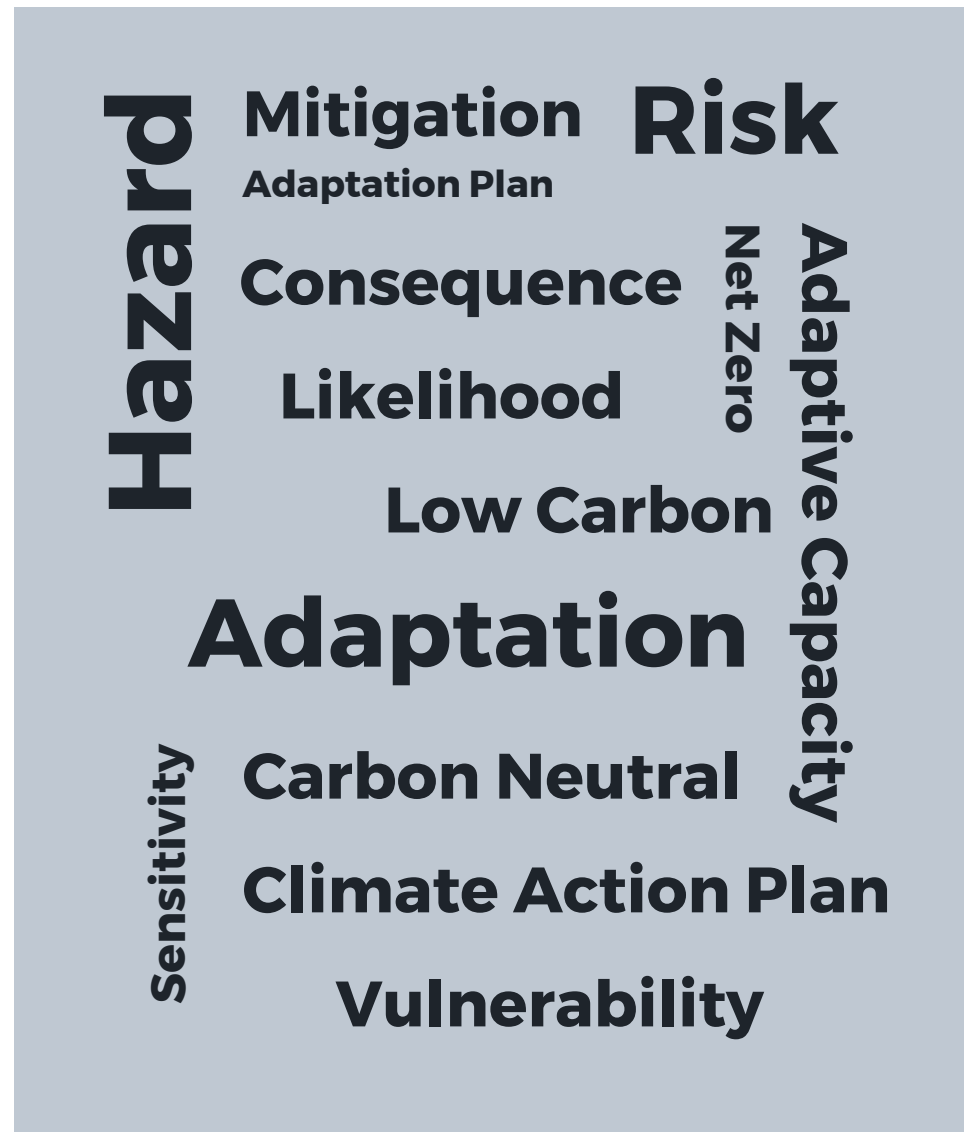 Hazard
Mitigation
Risk
Adaptation Plan
Consequence
Net Zero
Adaptive Capacity
Likelihood
Low Carbon
Adaptation
Sensitivity
Carbon Neutral
Climate Action Plan
Vulnerability